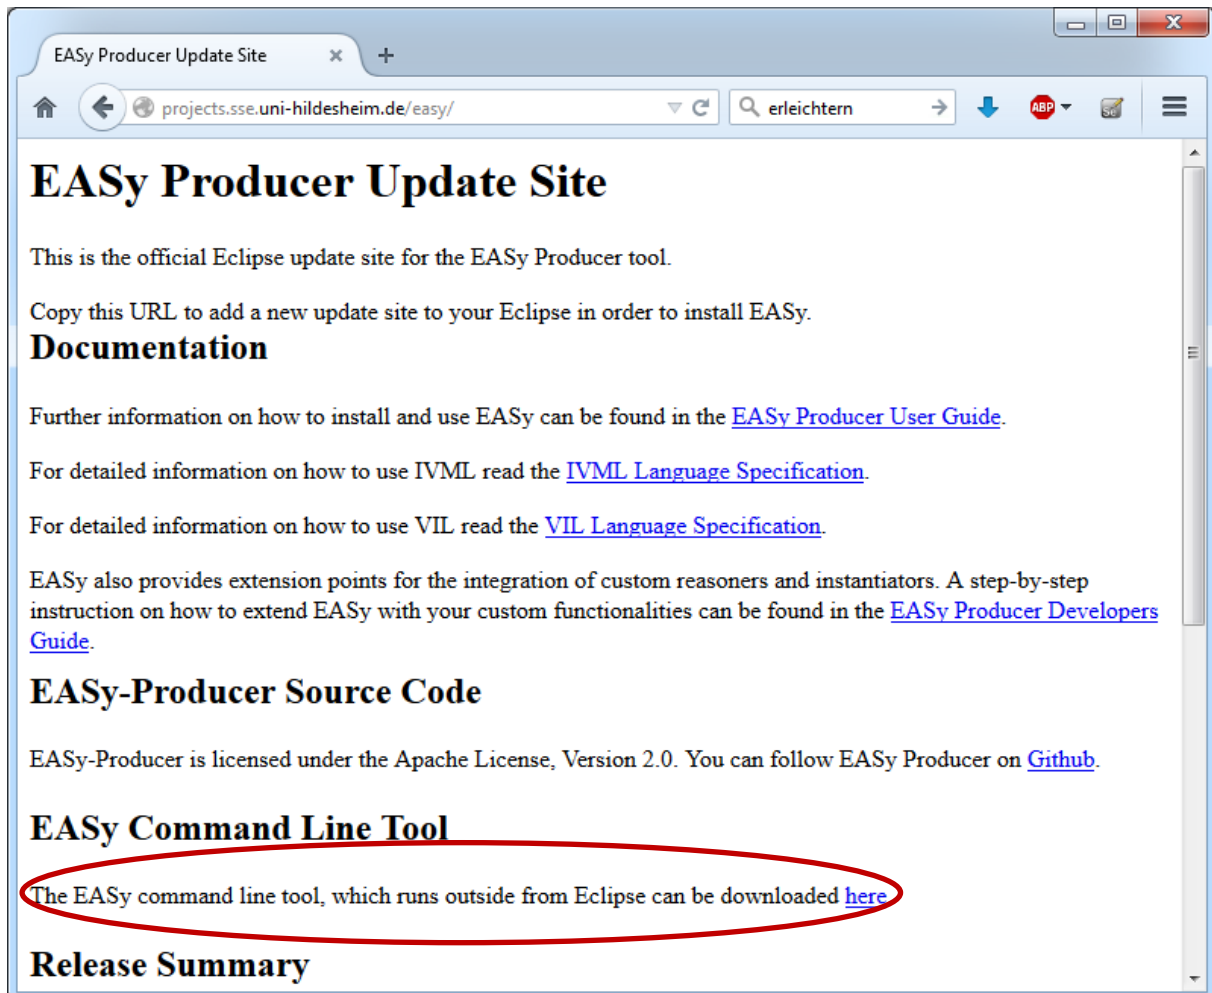 EASy Producer Update Site
projects.sse.uni-hildesheim.de/easy/
erleichtern
ABP
EASy Producer Update Site
This is the official Eclipse update site for the EASy Producer tool.
Copy this URL to add a new update site to your Eclipse in order to install EASy.
Documentation
Further information on how to install and use EASy can be found in the EASy Producer User Guide.
For detailed information on how to use IVML read the IVML Language Specification.
For detailed information on how to use VIL read the VIL Language Specification.
EASy also provides extension points for the integration of custom reasoners and instantiators. A step-by-step
instruction on how to extend EASy with your custom functionalities can be found in the EASy Producer Developers
Guide.
EASy-Producer Source Code
EASy-Producer is licensed under the Apache License, Version 2.0. You can follow EASy Producer on Github.
EASy Command Line Tool
The EASy command line tool, which runs outside from Eclipse can be downloaded here
Release Summary